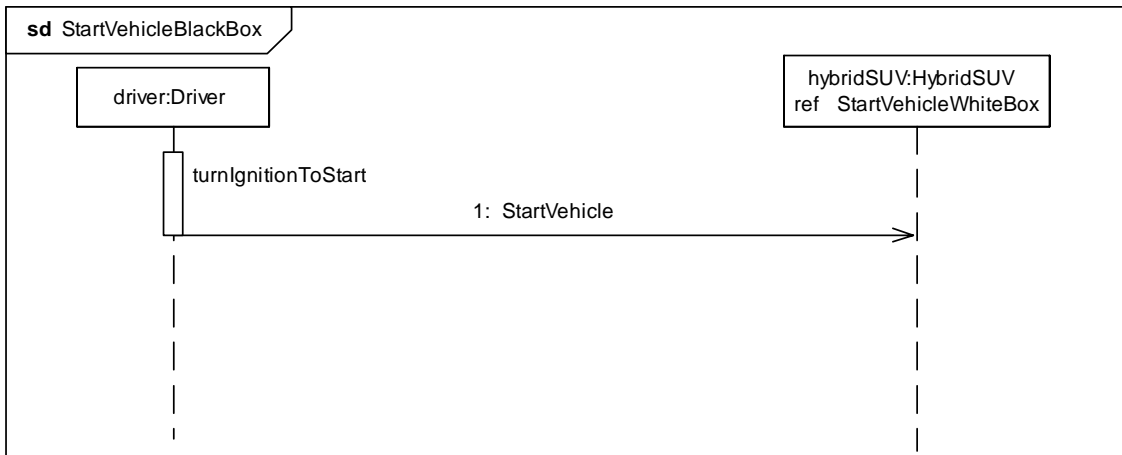 sd StartVehicleBlackBox
driver:Driver
hybridSUV:HybridSUV
ref StartVehicleWhiteBox
turnIgnitionToStart
1: StartVehicle